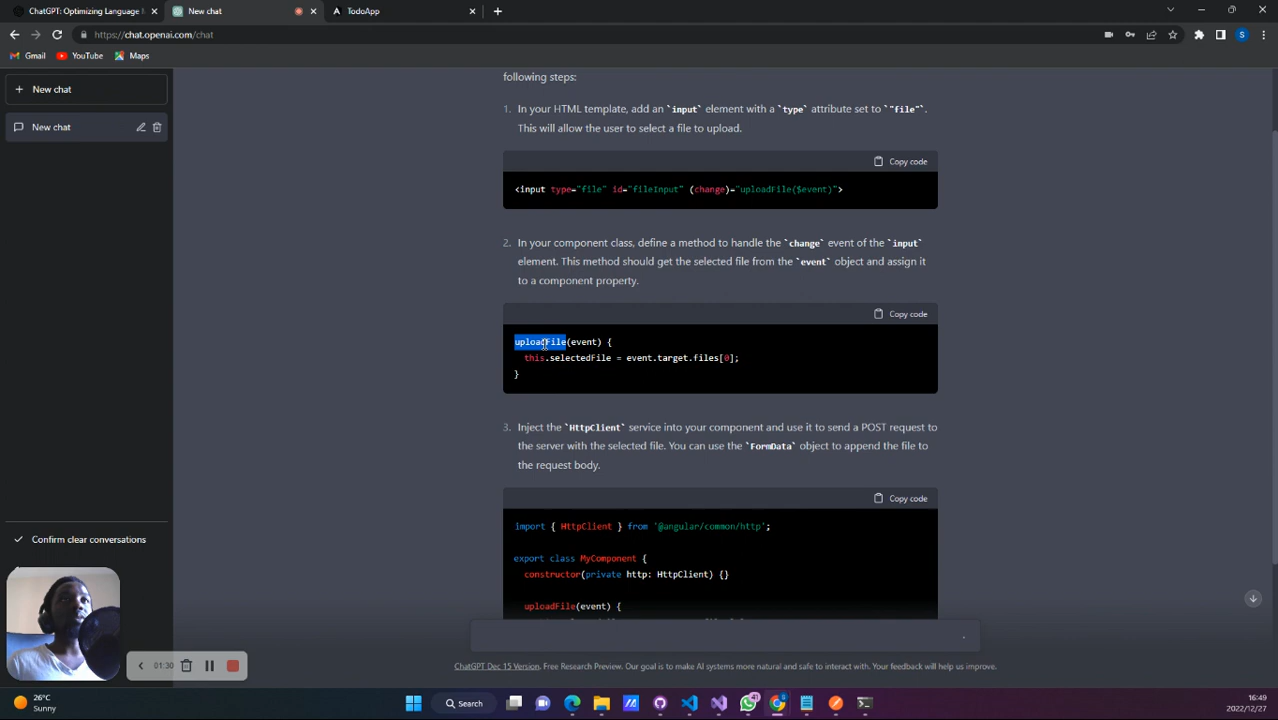 ChatGPT: Optimizing Language M
New chat
TodoApp
https://chat.openai.com/chat
S
Gmail
YouTube
Maps
New chat
New chat
following steps:
1. In your HTML template, add an `input` element with a `type` attribute set to `"file"`.
This will allow the user to select a file to upload.
Copy code
<input type="file" id="fileInput" (change)="uploadFile($event)">
2. In your component class, define a method to handle the `change` event of the `input`
element. This method should get the selected file from the `event` object and assign it
to a component property.
Copy code
uploadFile(event) {
this.selectedFile = event.target.files[0];
}
3. Inject the `HttpClient` service into your component and use it to send a POST request to
the server with the selected file. You can use the `FormData` object to append the file to
the request body.
Copy code
import { HttpClient } from '@angular/common/http';
export class MyComponent {
constructor(private http: HttpClient) {}
uploadFile(event) {
Confirm clear conversations
01:30
ChatGPT Dec 15 Version. Free Research Preview. Our goal is to make AI systems more natural and safe to interact with. Your feedback will help us improve.
26°C
Sunny
Search
16:49
2022/12/27